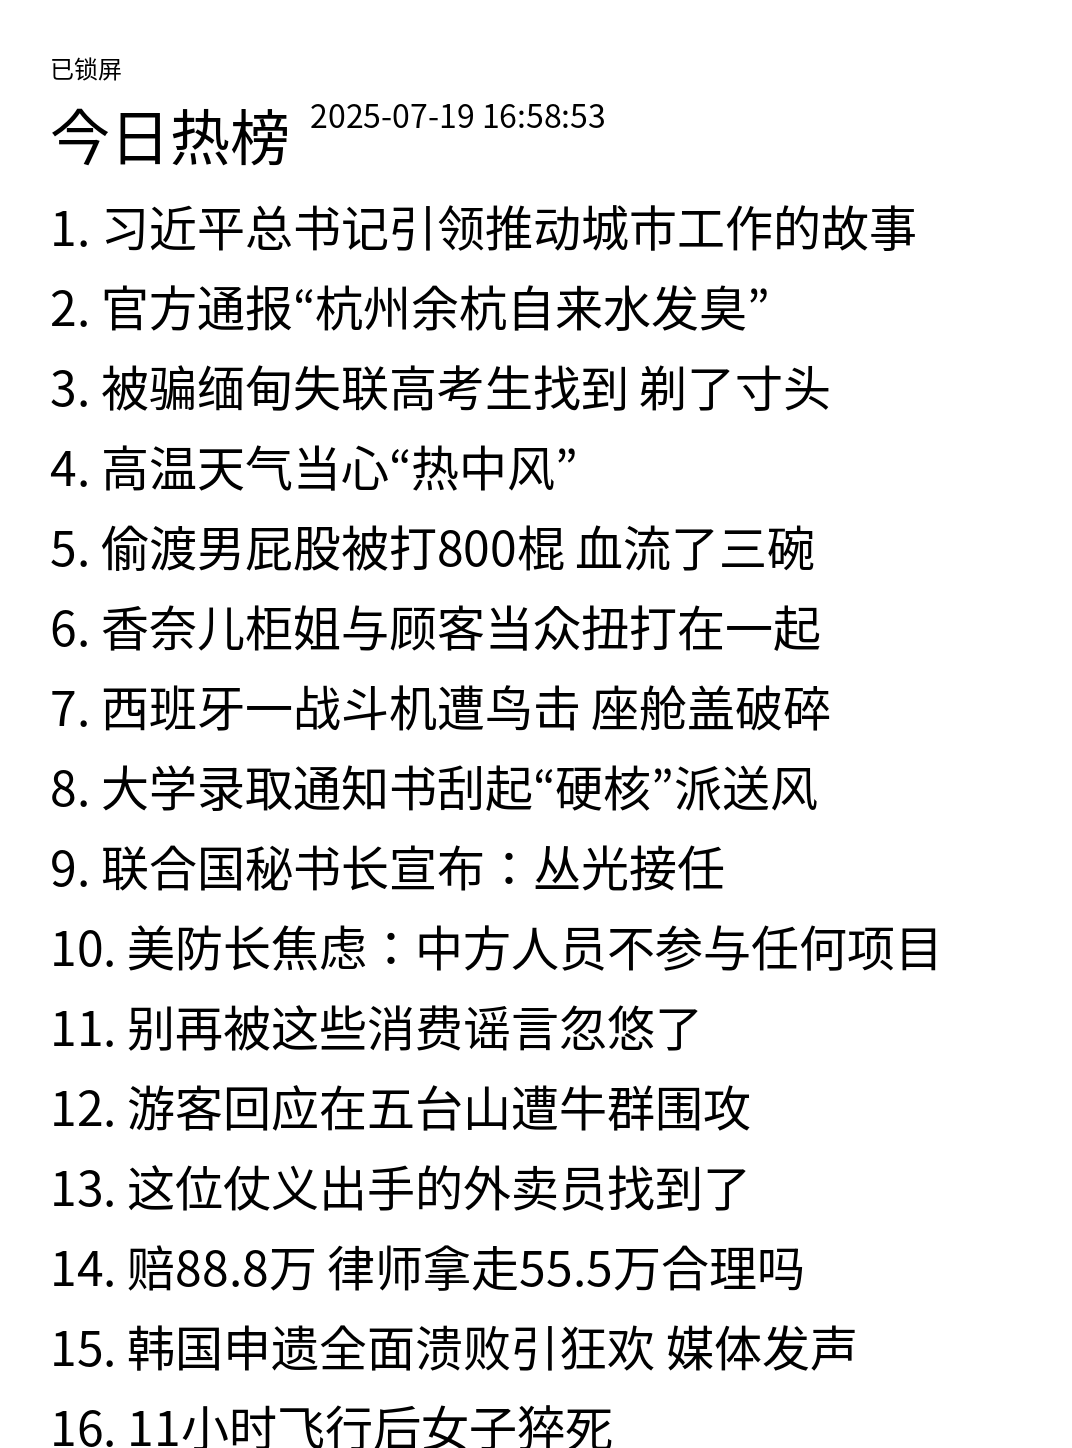 已锁屏
今日热榜 2025-07-19 16:58:53
1. 习近平总书记引领推动城市工作的故事
2. 官方通报“杭州余杭自来水发臭”
3. 被骗缅甸失联高考生找到 剃了寸头
4. 高温天气当心“热中风”
5. 偷渡男屁股被打800棍 血流了三碗
6. 香奈儿柜姐与顾客当众扭打在一起
7. 西班牙一战斗机遭鸟击 座舱盖破碎
8. 大学录取通知书刮起“硬核”派送风
9. 联合国秘书长宣布：丛光接任
10. 美防长焦虑：中方人员不参与任何项目
11. 别再被这些消费谣言忽悠了
12. 游客回应在五台山遭牛群围攻
13. 这位仗义出手的外卖员找到了
14. 赔88.8万 律师拿走55.5万合理吗
15. 韩国申遗全面溃败引狂欢 媒体发声
16. 11小时飞行后女子猝死